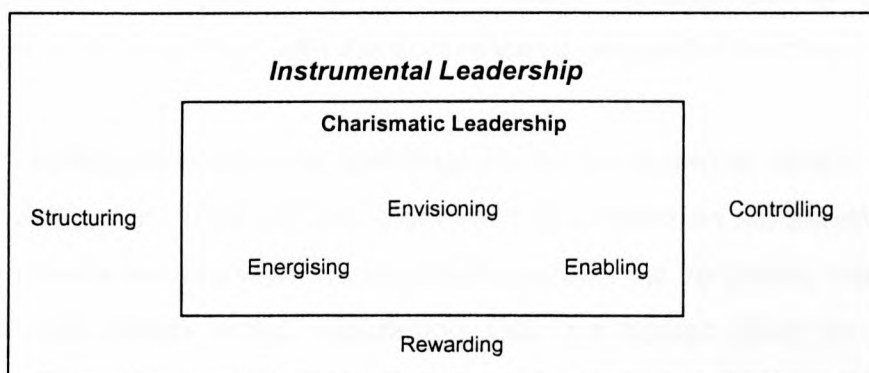 Instrumental Leadership
Charismatic Leadership
Structuring
Envisioning
Controlling
Energising
Enabling
Rewarding